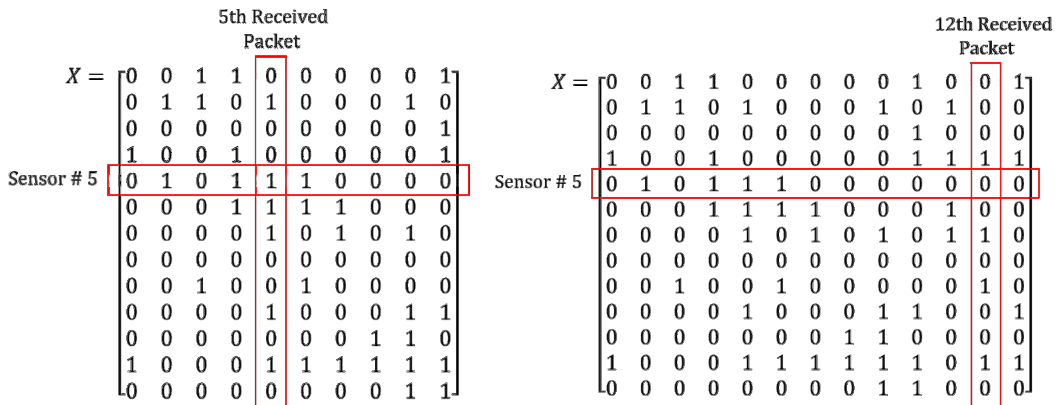 5th Received
Packet
X = [0 0 1 1 0 0 0 0 0 1]
0 1 1 0 1 0 0 0 1 0
0 0 0 0 0 0 0 0 0 1
1 0 0 1 0 0 0 0 0 1
Sensor # 5 0 1 0 1 1 1 0 0 0 0
0 0 0 1 1 1 1 0 0 0
0 0 0 0 1 0 1 0 1 0
0 0 0 0 0 0 0 0 0 0
0 0 1 0 0 1 0 0 0 0
0 0 0 0 1 0 0 0 1 1
0 0 0 0 0 0 0 1 1 0
1 0 0 0 1 1 1 1 1 1
0 0 0 0 0 0 0 0 1 1
12th Received
Packet
X = [0 0 1 1 0 0 0 0 0 1 0 0 1]
0 1 1 0 1 0 0 0 1 0 1 0 0
0 0 0 0 0 0 0 0 0 1 0 0 0
1 0 0 1 0 0 0 0 0 1 1 1 1
Sensor # 5 0 1 0 1 1 1 0 0 0 0 0 0 0
0 0 0 1 1 1 1 0 0 0 1 0 0
0 0 0 0 1 0 1 0 1 0 1 1 0
0 0 0 0 0 0 0 0 0 0 0 0 0
0 0 1 0 0 1 0 0 0 0 0 1 0
0 0 0 0 1 0 0 0 1 1 0 0 1
0 0 0 0 0 0 0 1 1 0 0 0 0
1 0 0 0 1 1 1 1 1 1 0 1 1
0 0 0 0 0 0 0 0 1 1 0 0 0